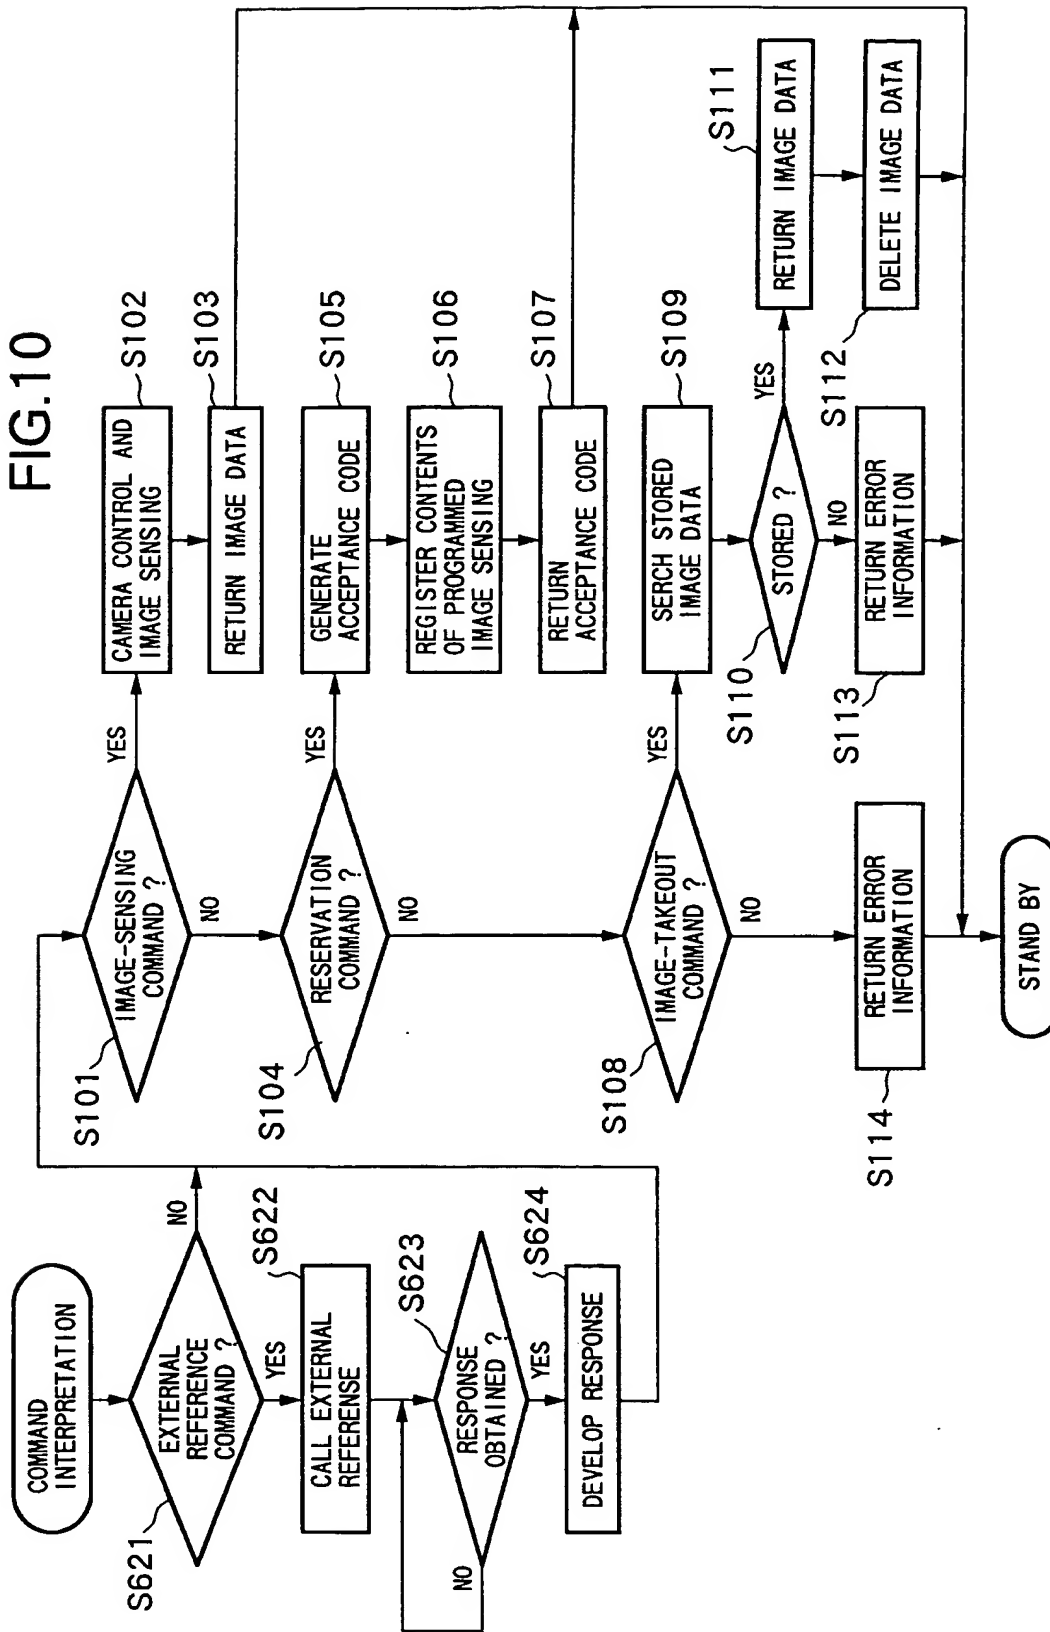 FIG.10
COMMAND
INTERPRETATION
EXTERNAL
REFERENCE
COMMAND ?
S621
NO
YES
CALL EXTERNAL
REFERENSE
S622
RESPONSE
OBTAINED ?
S623
NO
YES
DEVELOP RESPONSE
S624
IMAGE-SENSING
COMMAND ?
S101
YES
NO
CAMERA CONTROL AND
IMAGE SENSING
S102
RETURN IMAGE DATA
S103
RESERVATION
COMMAND ?
S104
YES
NO
GENERATE
ACCEPTANCE CODE
S105
REGISTER CONTENTS
OF PROGRAMMED
IMAGE SENSING
S106
RETURN
ACCEPTANCE CODE
S107
IMAGE-TAKEOUT
COMMAND ?
S108
YES
NO
SERCH STORED
IMAGE DATA
S109
STORED ?
S110
YES
NO
RETURN IMAGE DATA
S111
DELETE IMAGE DATA
S112
RETURN ERROR
INFORMATION
S113
RETURN ERROR
INFORMATION
S114
STAND BY